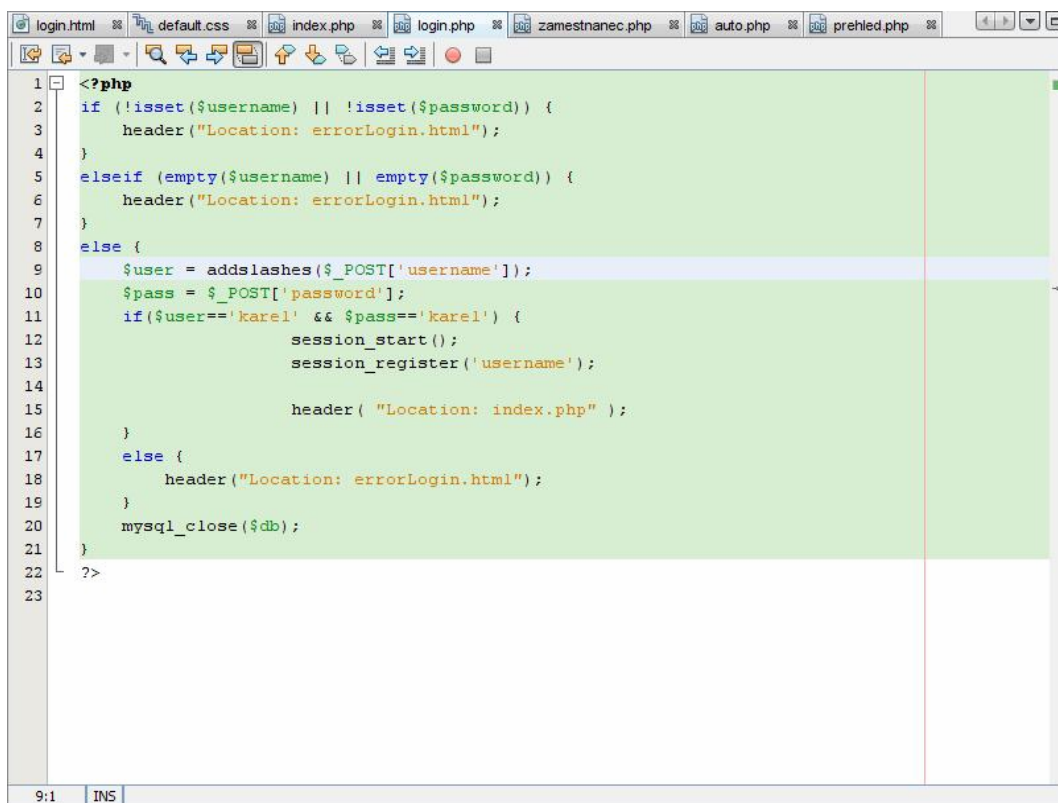 login.html default.css index.php login.php zamestnanec.php auto.php prehled.php
1 <?php
2 if (!isset($username) || !isset($password)) {
3 header("Location: errorLogin.html");
4 }
5 elseif (empty($username) || empty($password)) {
6 header("Location: errorLogin.html");
7 }
8 else {
9 $user = addslashes($_POST['username']);
10 $pass = $_POST['password'];
11 if($user=='karel' && $pass=='karel') {
12 session_start();
13 session_register('username');
14
15 header( "Location: index.php" );
16 }
17 else {
18 header("Location: errorLogin.html");
19 }
20 mysql_close($db);
21 }
22 ?>
23
9:1 INS